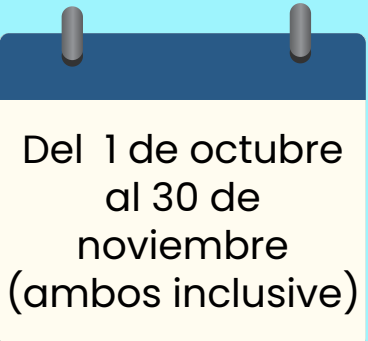 Del 1 de octubre
al 30 de
noviembre
(ambos inclusive)